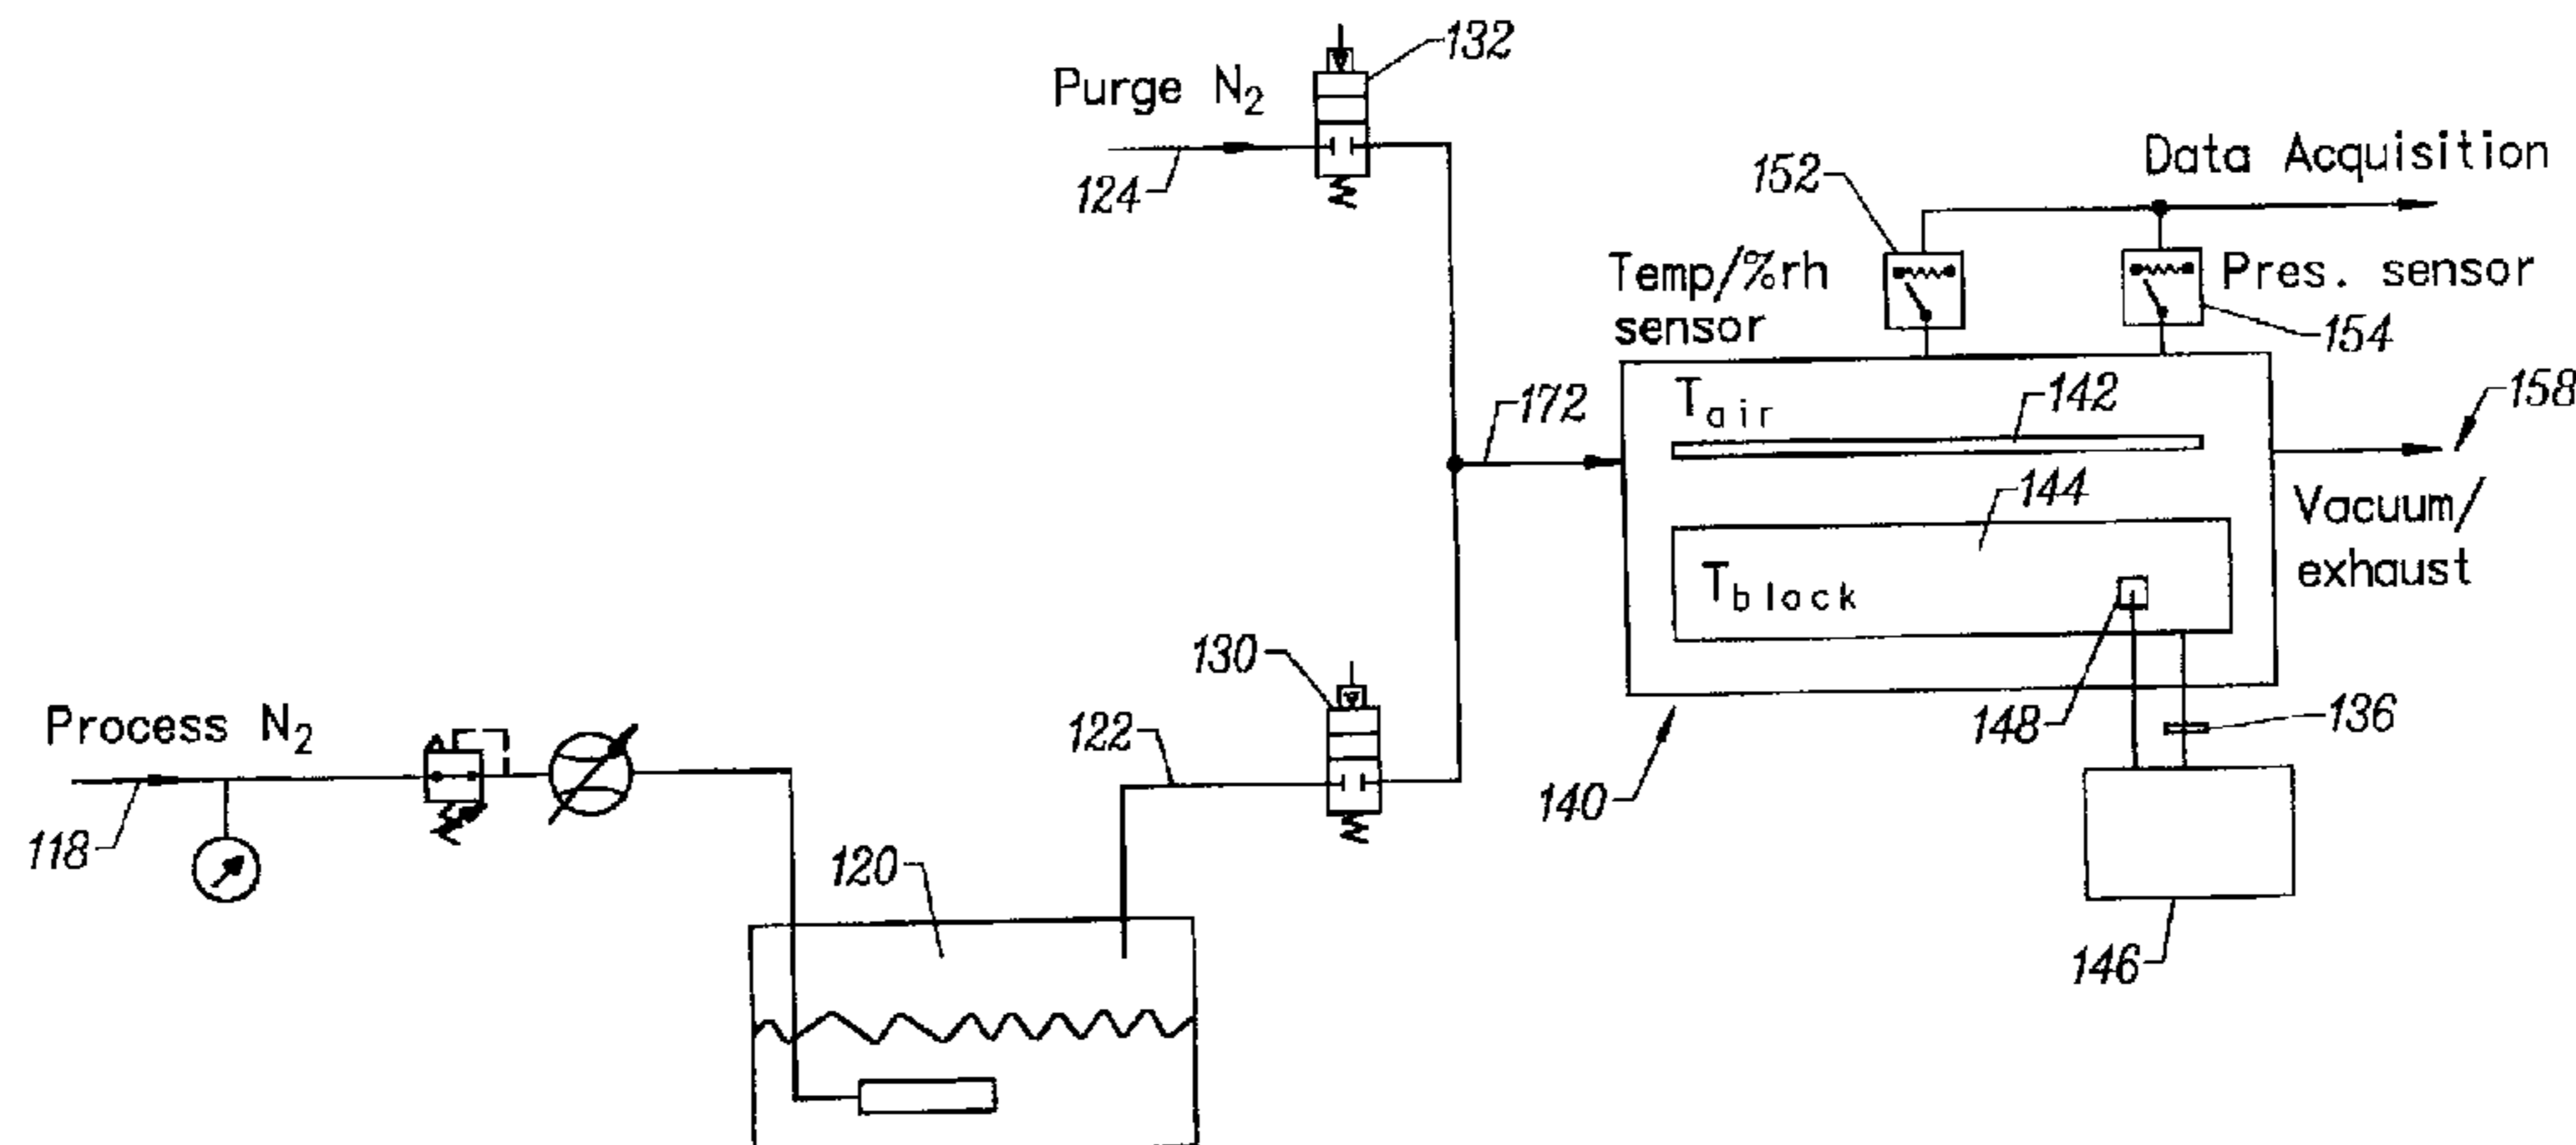 132
Purge N2
124
Data Acquisition
152
Temp/%rh
sensor
Pres. sensor
154
Tair
142
172
158
144
Vacuum/
exhaust
Tblock
130
148
136
Process N2
122
140
118
120
146